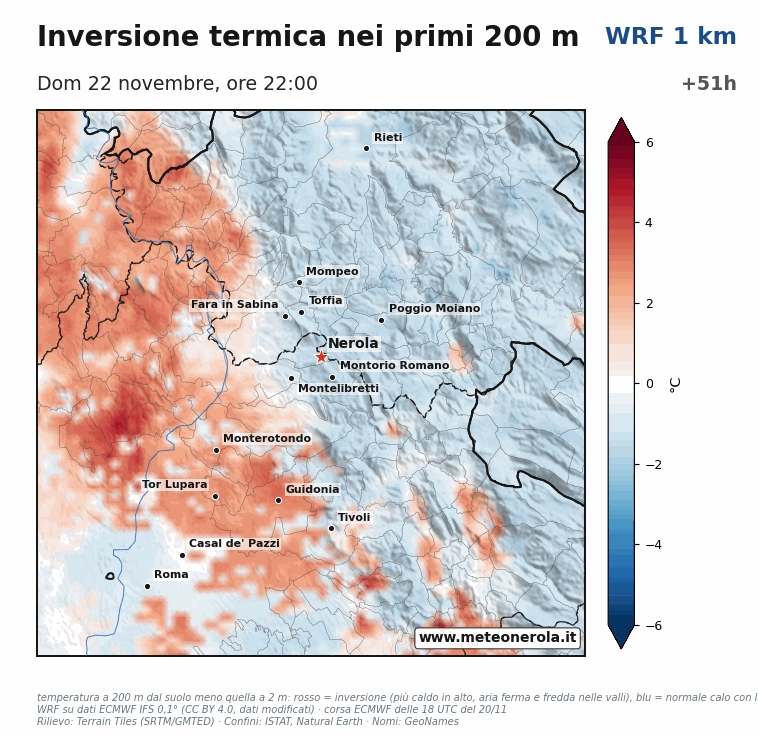 Inversione termica nei primi 200 m
WRF 1 km
Dom 22 novembre, ore 22:00
+51h
Rieti
Mompeo
Toffia
Fara in Sabina
Poggio Moiano
Nerola
Montorio Romano
Montelibretti
Monterotondo
Tor Lupara
Guidonia
Tivoli
Casal de' Pazzi
Roma
www.meteonerola.it
6
4
2
0
−2
−4
−6
°C
temperatura a 200 m dal suolo meno quella a 2 m: rosso = inversione (più caldo in alto, aria ferma e fredda nelle valli), blu = normale calo con l
WRF su dati ECMWF IFS 0,1° (CC BY 4.0, dati modificati) · corsa ECMWF delle 18 UTC del 20/11
Rilievo: Terrain Tiles (SRTM/GMTED) · Confini: ISTAT, Natural Earth · Nomi: GeoNames